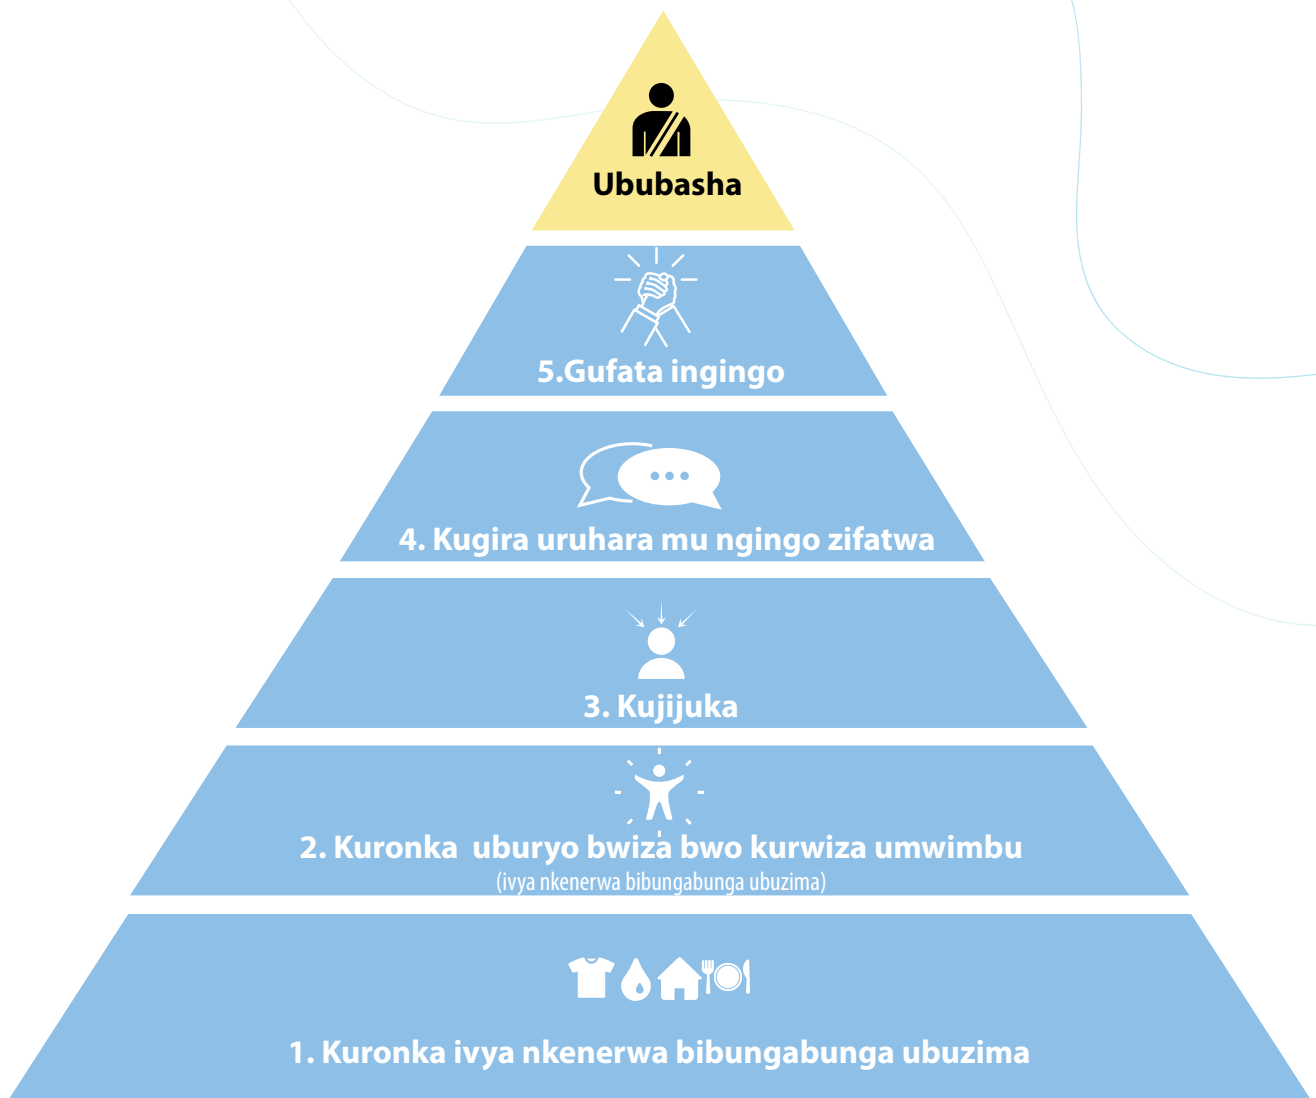 Ububasha
5.Gufata ingingo
4. Kugira uruhara mu ngingo zifatwa
3. Kujijuka
2. Kuronka uburyo bwiza bwo kurwiza umwimbu
(ivya nkenerwa bibungabunga ubuzima)
1. Kuronka ivya nkenerwa bibungabunga ubuzima